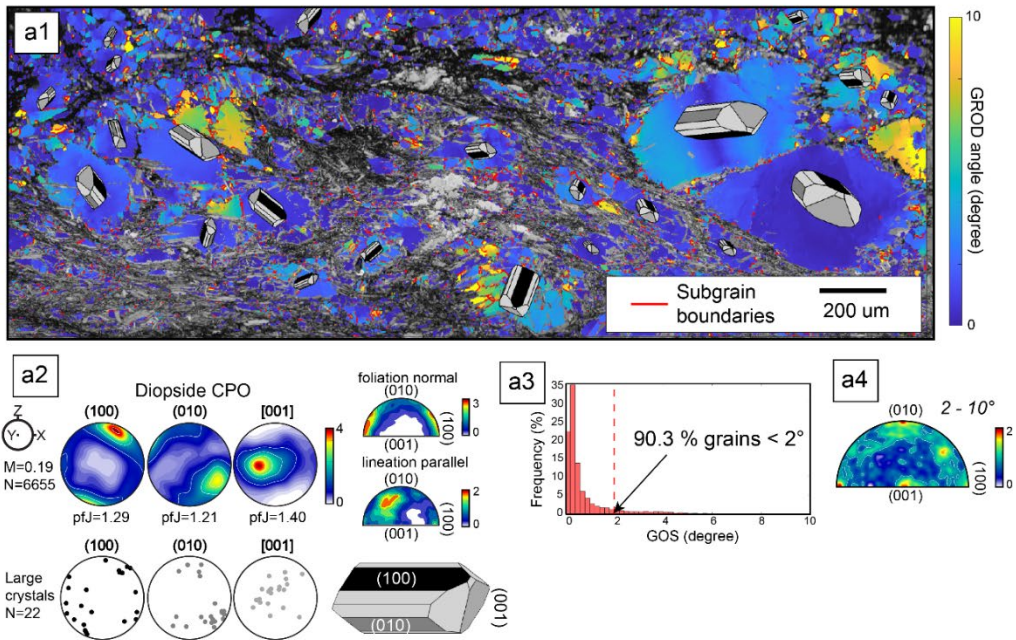 a1
10
GROD angle (degree)
0
Subgrain
boundaries
200 um
a2
Diopside CPO
Z
Y
X
M=0.19
N=6655
(100)
(010)
[001]
4
0
pfJ=1.29
pfJ=1.21
pfJ=1.40
foliation normal
(010)
(100)
(001)
3
0
lineation parallel
(010)
(100)
(001)
2
0
Large
crystals
N=22
(100)
(010)
[001]
(100)
(010)
(001)
a3
Frequency (%)
35
30
25
20
15
10
5
0
90.3 % grains < 2°
0
2
4
6
8
10
GOS (degree)
a4
(010)
2 - 10°
(100)
(001)
2
1
0